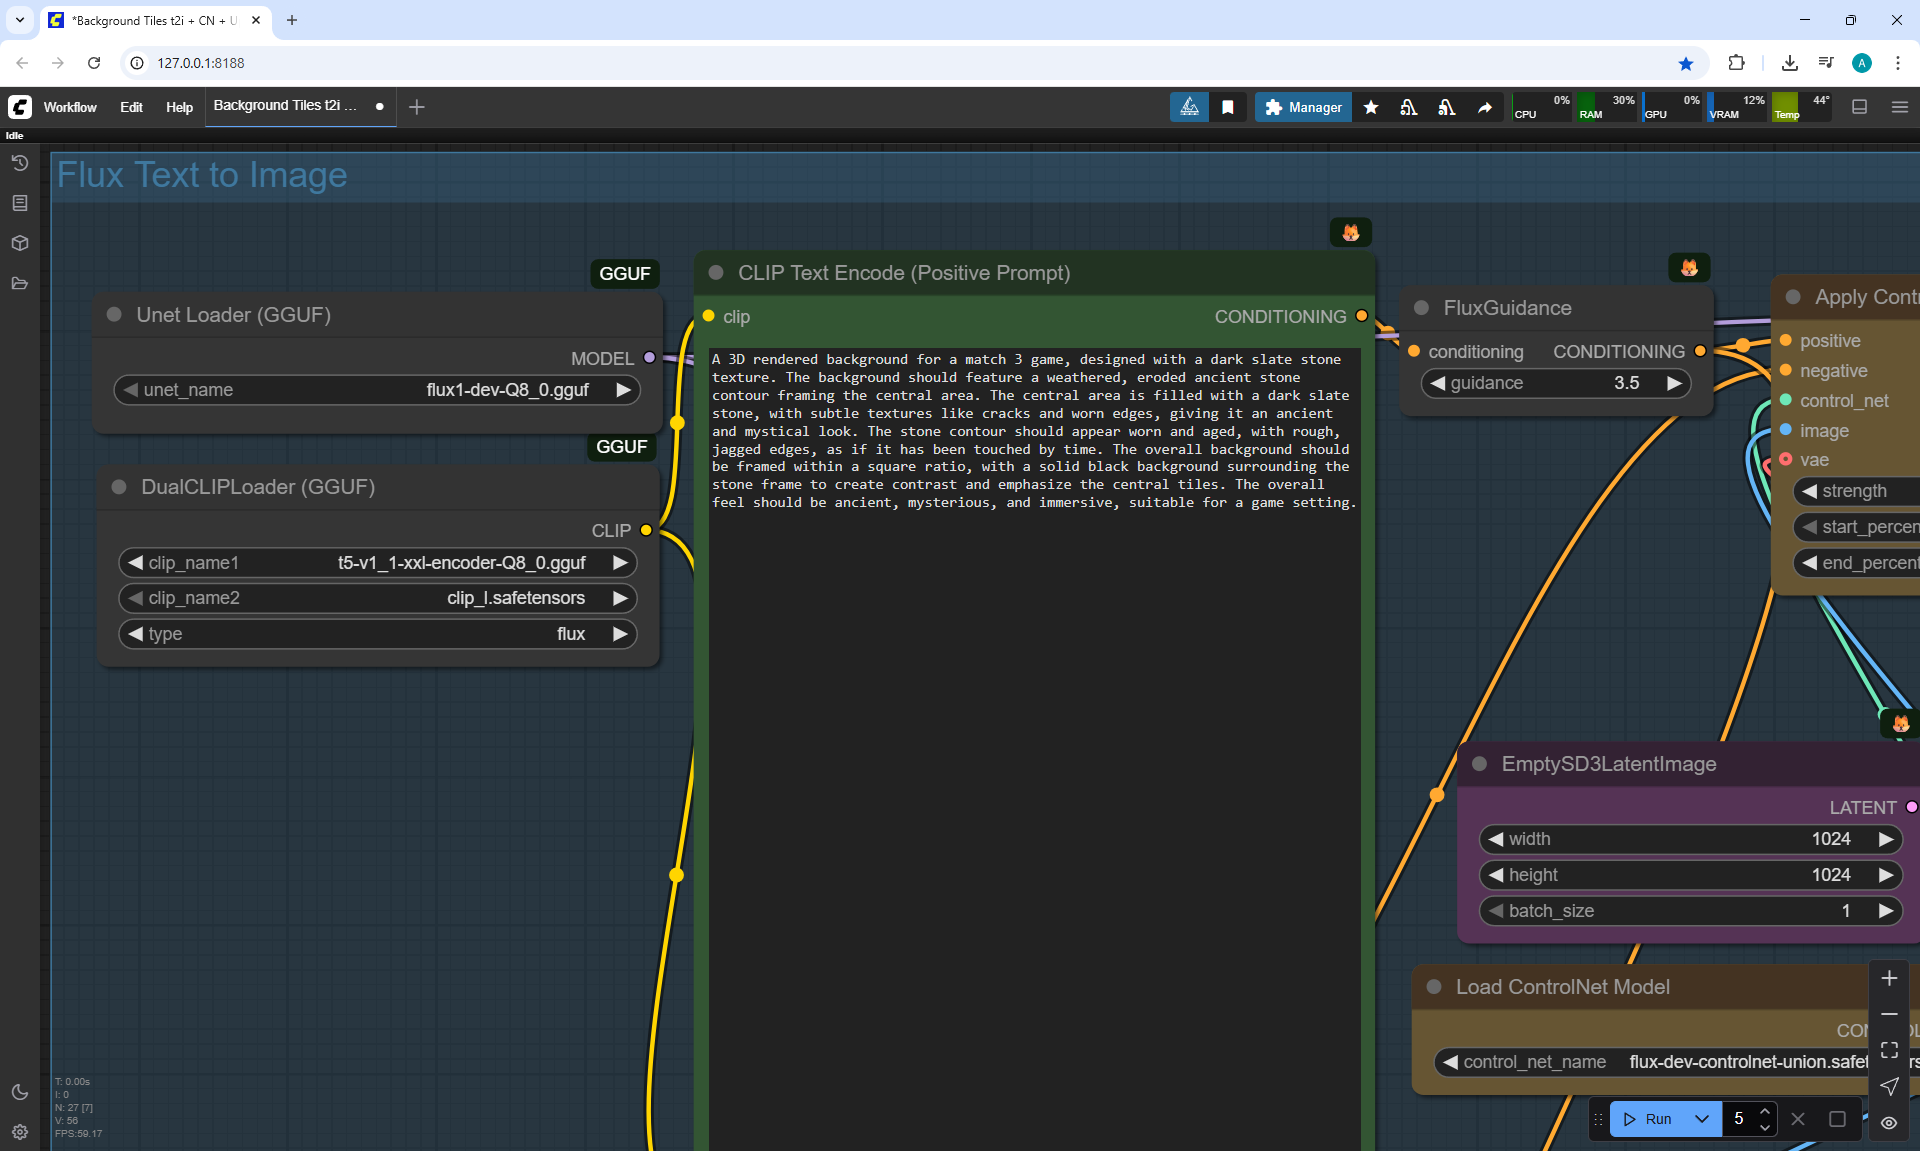 *Background Tiles t2i + CN + U
127.0.0.1:8188
Workflow Edit Help Background Tiles t2i ...
Manager
CPU 0% RAM 30% GPU 0% VRAM 12% Temp 44°
Idle
Flux Text to Image
GGUF
Unet Loader (GGUF)
MODEL
unet_name flux1-dev-Q8_0.gguf
GGUF
DualCLIPLoader (GGUF)
CLIP
clip_name1 t5-v1_1-xxl-encoder-Q8_0.gguf
clip_name2 clip_l.safetensors
type flux
CLIP Text Encode (Positive Prompt)
clip CONDITIONING
A 3D rendered background for a match 3 game, designed with a dark slate stone
texture. The background should feature a weathered, eroded ancient stone
contour framing the central area. The central area is filled with a dark slate
stone, with subtle textures like cracks and worn edges, giving it an ancient
and mystical look. The stone contour should appear worn and aged, with rough,
jagged edges, as if it has been touched by time. The overall background should
be framed within a square ratio, with a solid black background surrounding the
stone frame to create contrast and emphasize the central tiles. The overall
feel should be ancient, mysterious, and immersive, suitable for a game setting.
FluxGuidance
conditioning CONDITIONING
guidance 3.5
Apply Contr
positive
negative
control_net
image
vae
strength
start_percen
end_percent
EmptySD3LatentImage
LATENT
width 1024
height 1024
batch_size 1
Load ControlNet Model
control_net_name flux-dev-controlnet-union.safet
T: 0.00s
I: 0
N: 27 [7]
V: 56
FPS:59.17
Run 5
A